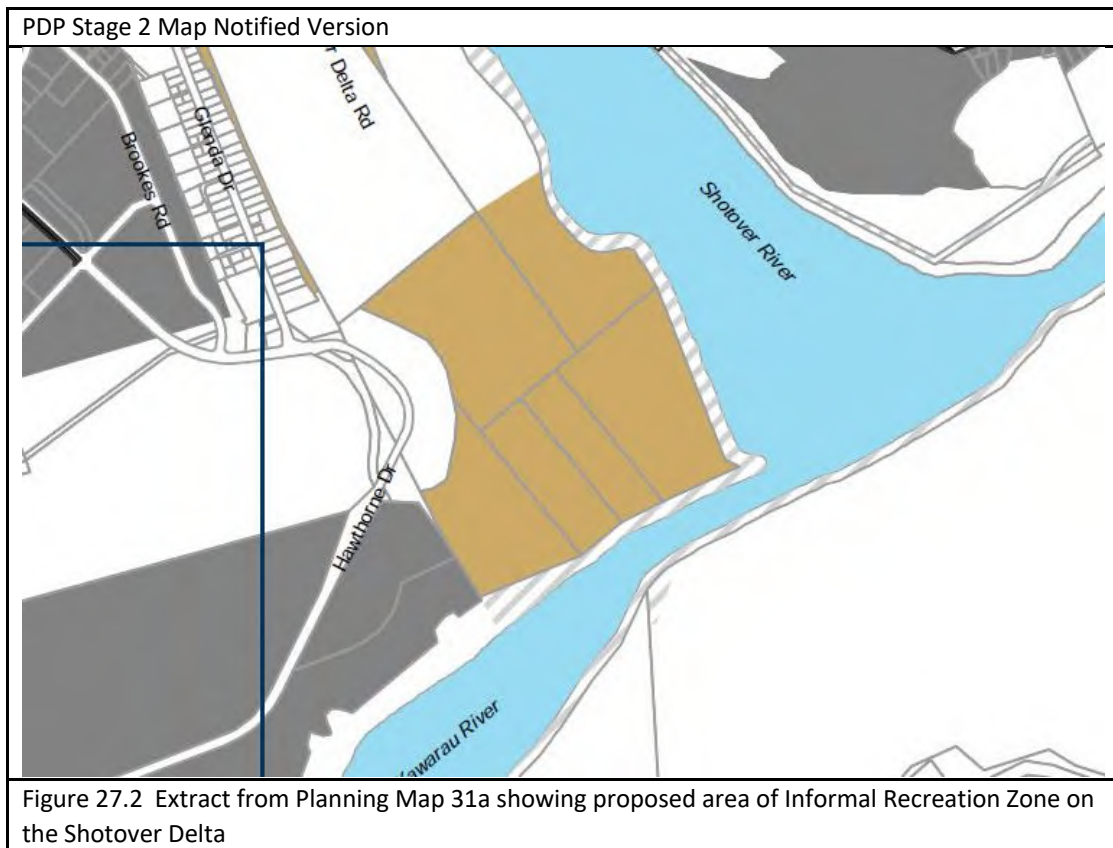 PDP Stage 2 Map Notified Version
r Delta Rd
Glenda Dr
Brookes Rd
Shotover River
Hawthorne Dr
Kawarau River
Figure 27.2 Extract from Planning Map 31a showing proposed area of Informal Recreation Zone on
the Shotover Delta